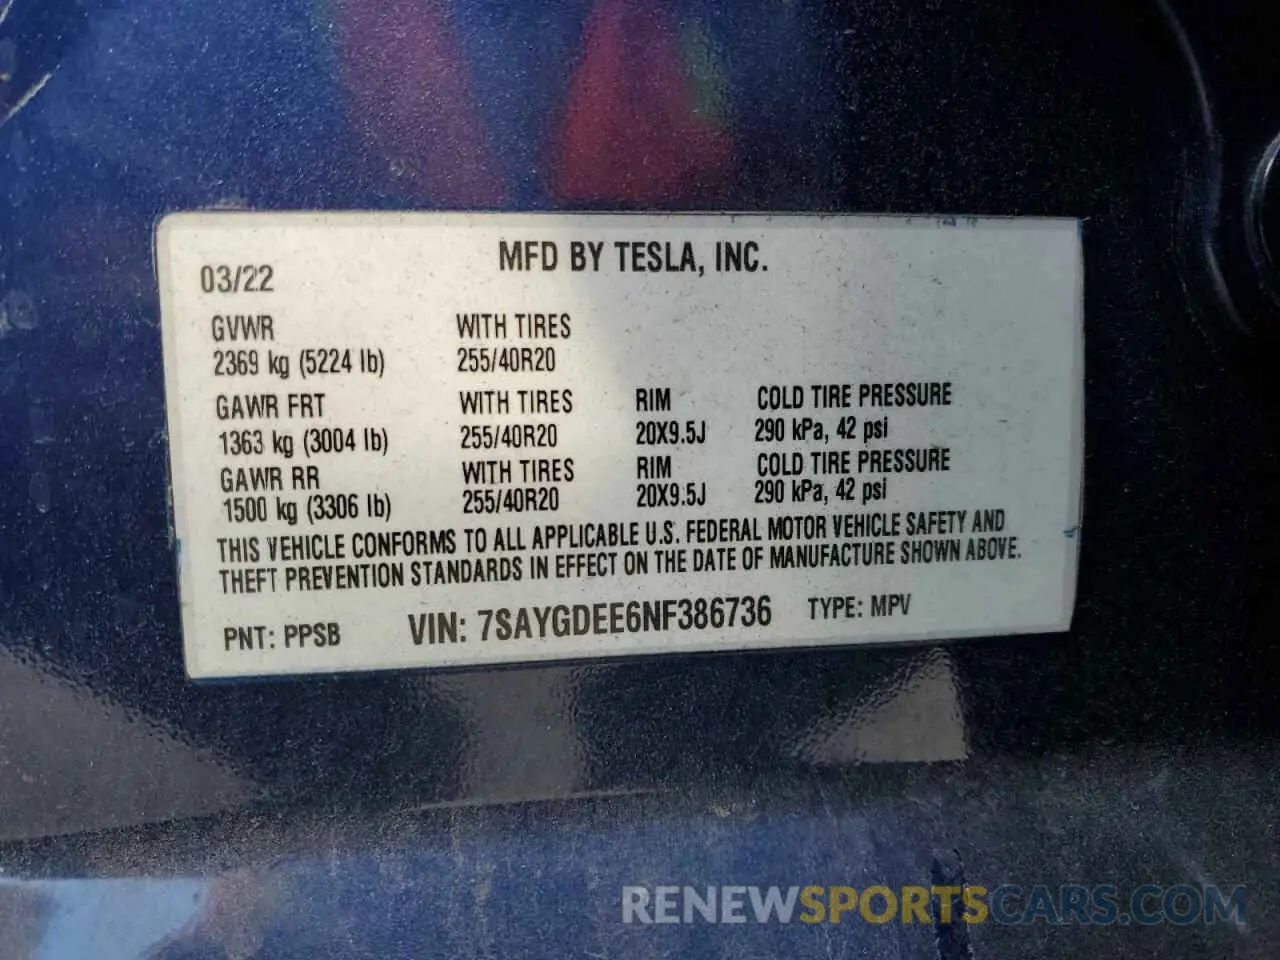 MFD BY TESLA, INC.
03/22
GVWR WITH TIRES
2369 kg (5224 lb) 255/40R20
GAWR FRT WITH TIRES RIM COLD TIRE PRESSURE
1363 kg (3004 lb) 255/40R20 20X9.5J 290 kPa, 42 psi
GAWR RR WITH TIRES RIM COLD TIRE PRESSURE
1500 kg (3306 lb) 255/40R20 20X9.5J 290 kPa, 42 psi
THIS VEHICLE CONFORMS TO ALL APPLICABLE U.S. FEDERAL MOTOR VEHICLE SAFETY AND
THEFT PREVENTION STANDARDS IN EFFECT ON THE DATE OF MANUFACTURE SHOWN ABOVE.
PNT: PPSB VIN: 7SAYGDEE6NF386736 TYPE: MPV
RENEWSPORTSCARS.COM